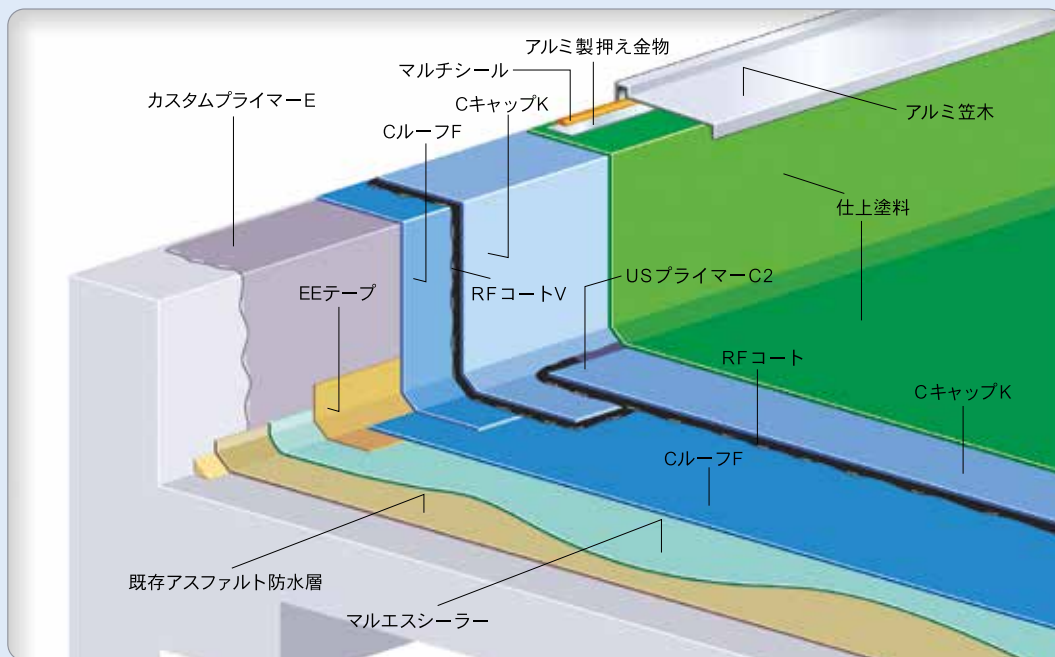 アルミ製押え金物
マルチシール
カスタムプライマーE
CキャップK
アルミ笠木
CルーフF
仕上塗料
USプライマーC2
EEテープ
RFコートV
RFコート
CキャップK
CルーフF
既存アスファルト防水層
マルエスシーラー